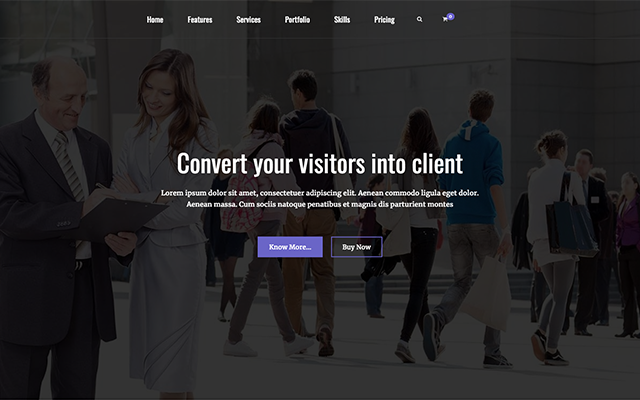 Home Features Services Portfolio Skills Pricing 0
Convert your visitors into client
Lorem ipsum dolor sit amet, consectetuer adipiscing elit. Aenean commodo ligula eget dolor.
Aenean massa. Cum sociis natoque penatibus et magnis dis parturient montes
Know More... Buy Now